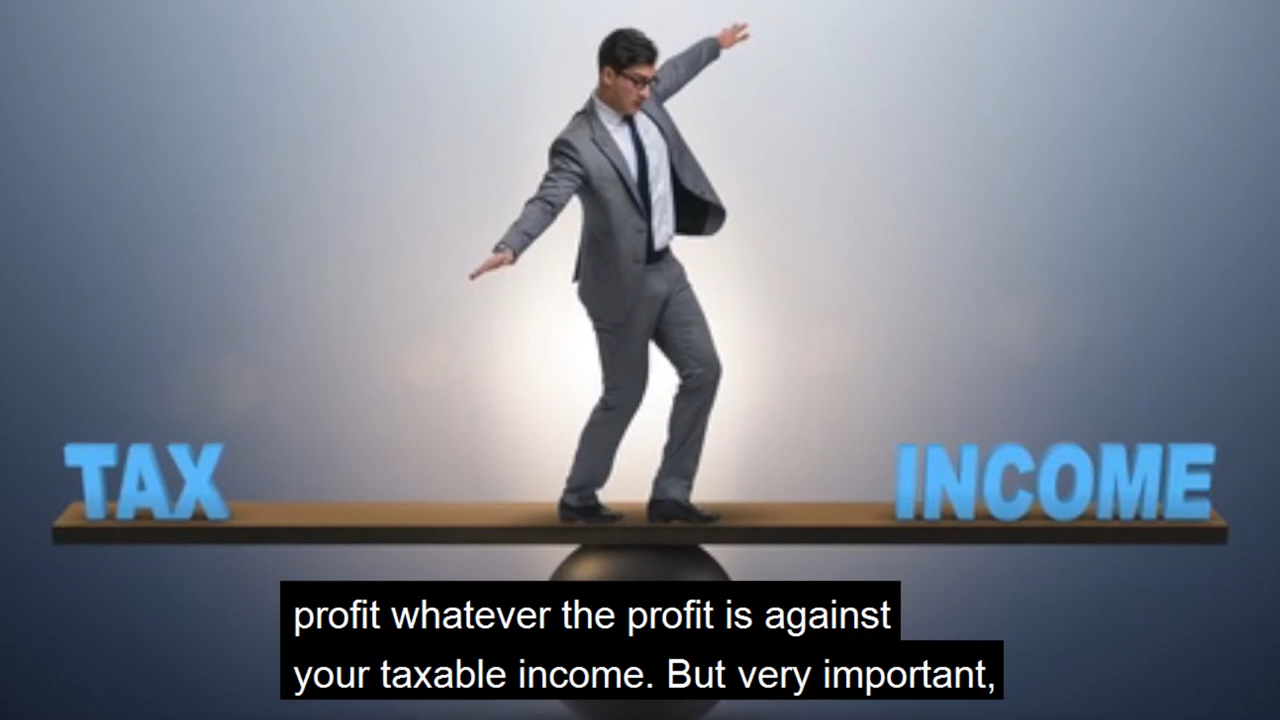 TAX
INCOME
profit whatever the profit is against
your taxable income. But very important,